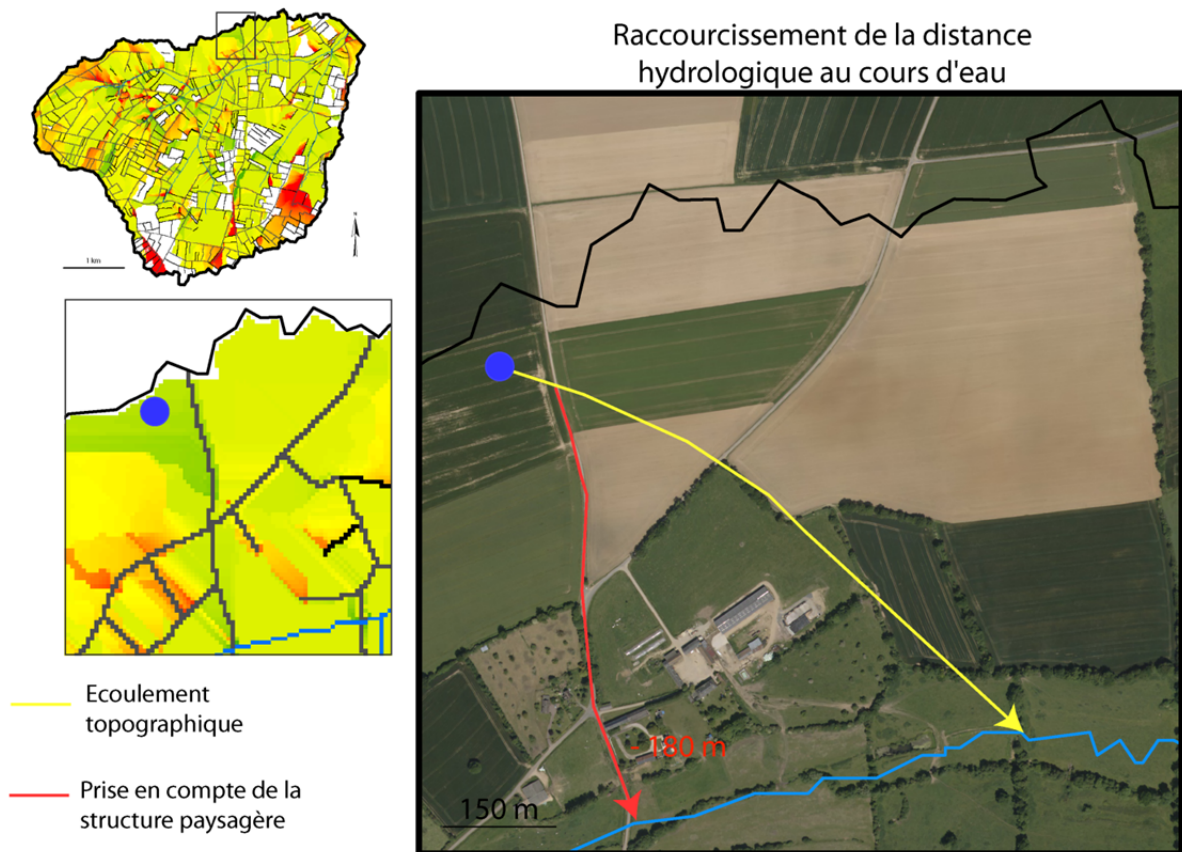 Raccourcissement de la distance
hydrologique au cours d'eau
1 km
- 180 m
150 m
Ecoulement
topographique
Prise en compte de la
structure paysagère